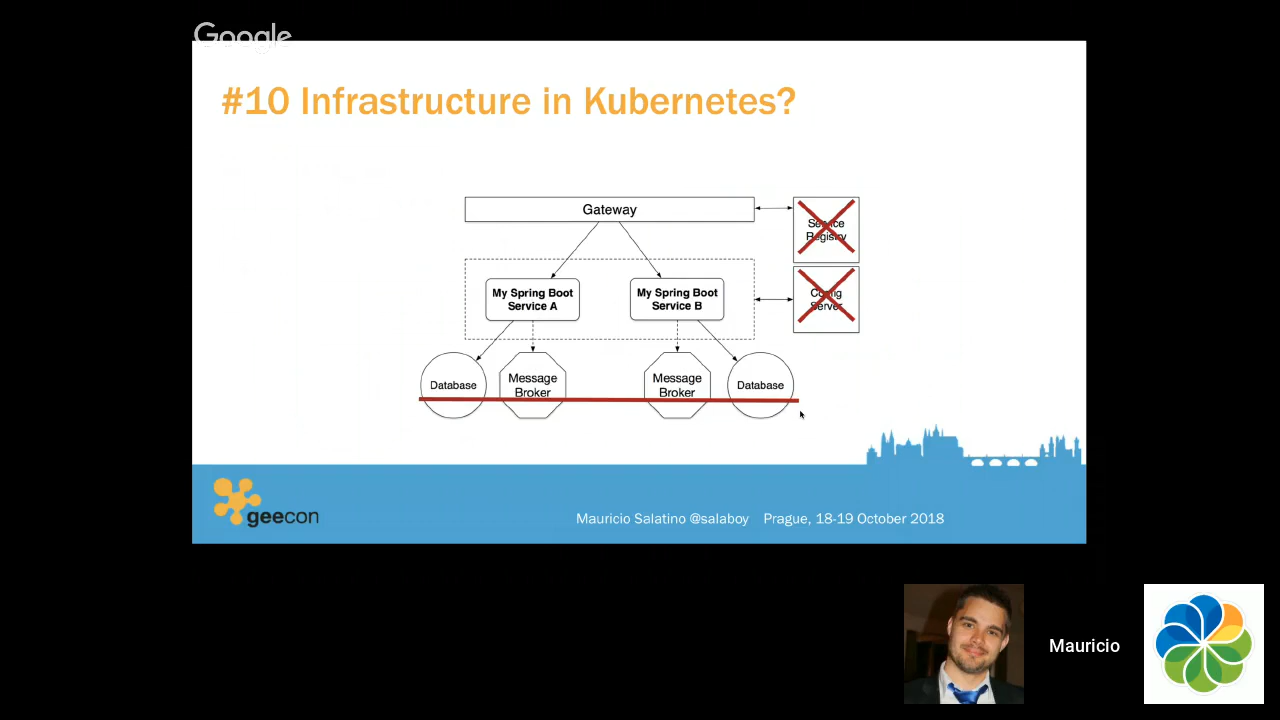 Google
#10 Infrastructure in Kubernetes?
Gateway
Service
Registry
My Spring Boot
Service A
My Spring Boot
Service B
Config
Server
Database
Message
Broker
Message
Broker
Database
geecon
Mauricio Salatino @salaboy Prague, 18-19 October 2018
Mauricio